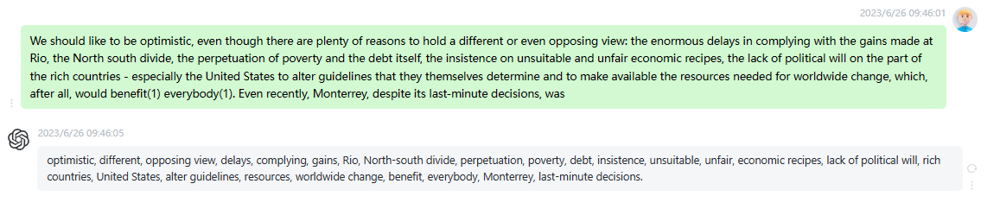 2023/6/26 09:46:01
We should like to be optimistic, even though there are plenty of reasons to hold a different or even opposing view: the enormous delays in complying with the gains made at
Rio, the North south divide, the perpetuation of poverty and the debt itself, the insistence on unsuitable and unfair economic recipes, the lack of political will on the part of
the rich countries - especially the United States to alter guidelines that they themselves determine and to make available the resources needed for worldwide change, which,
after all, would benefit(1) everybody(1). Even recently, Monterrey, despite its last-minute decisions, was
2023/6/26 09:46:05
optimistic, different, opposing view, delays, complying, gains, Rio, North-south divide, perpetuation, poverty, debt, insistence, unsuitable, unfair, economic recipes, lack of political will, rich
countries, United States, alter guidelines, resources, worldwide change, benefit, everybody, Monterrey, last-minute decisions.